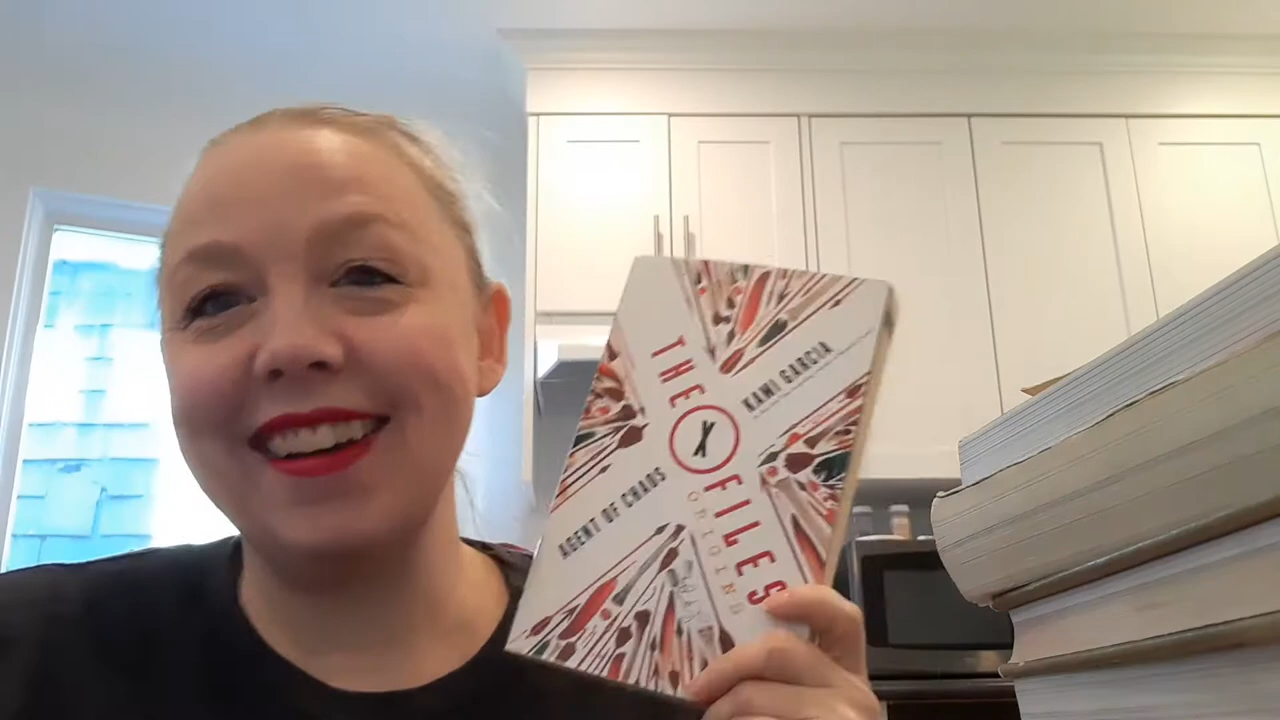 THE
X
FILES
ORIGINS
AGENT OF CHAOS
KAMI GARCIA